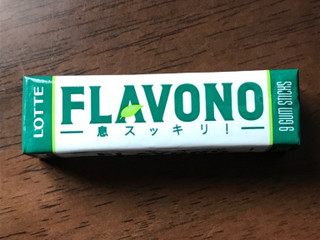 LOTTE
FLAVONO
息スッキリ!
9 GUM STICKS